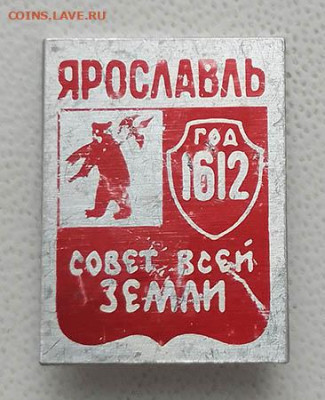 COINS.LAVE.RU
ЯРОСЛАВЛЬ
ГОД
1612
СОВЕТ ВСЕЙ
ЗЕМЛИ